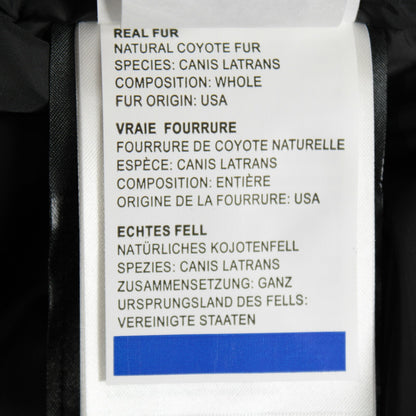 REAL FUR
NATURAL COYOTE FUR
SPECIES: CANIS LATRANS
COMPOSITION: WHOLE
FUR ORIGIN: USA
VRAIE FOURRURE
FOURRURE DE COYOTE NATURELLE
ESPÈCE: CANIS LATRANS
COMPOSITION: ENTIÈRE
ORIGINE DE LA FOURRURE: USA
ECHTES FELL
NATÜRLICHES KOJOTENFELL
SPEZIES: CANIS LATRANS
ZUSAMMENSETZUNG: GANZ
URSPRUNGSLAND DES FELLS:
VEREINIGTE STAATEN